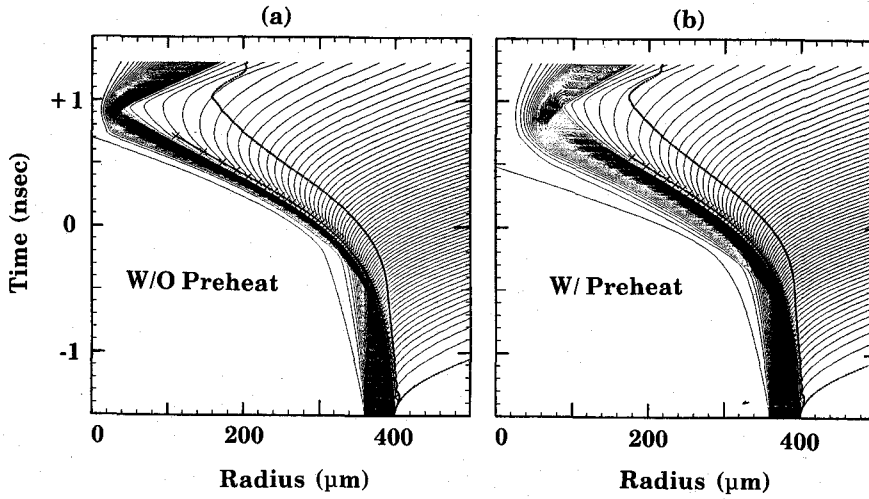 (a)
(b)
Time (nsec)
+1
0
-1
W/O Preheat
W/ Preheat
0
200
400
0
200
400
Radius (μm)
Radius (μm)